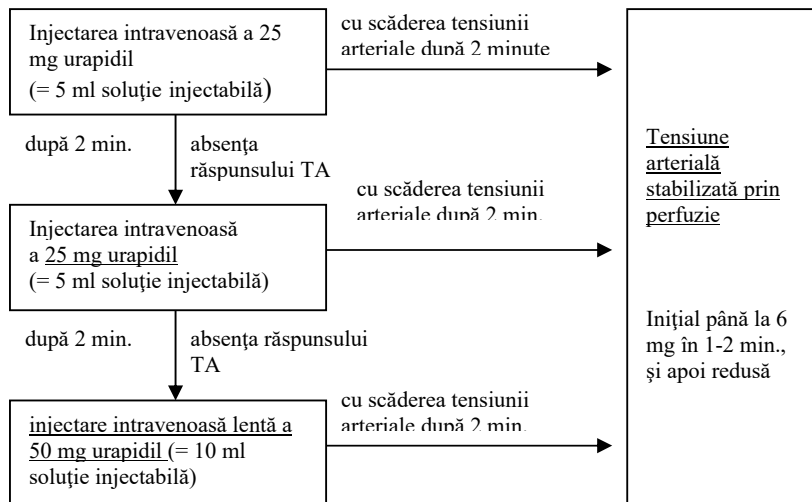 Injectarea intravenoasă a 25
mg urapidil
(= 5 ml soluţie injectabilă)
cu scăderea tensiunii
arteriale după 2 minute
după 2 min.
absenţa
răspunsului TA
Injectarea intravenoasă
a 25 mg urapidil
(= 5 ml soluţie injectabilă)
cu scăderea tensiunii
arteriale după 2 min.
după 2 min.
absenţa răspunsului
TA
injectare intravenoasă lentă a
50 mg urapidil (= 10 ml
soluţie injectabilă)
cu scăderea tensiunii
arteriale după 2 min.
Tensiune
arterială
stabilizată prin
perfuzie
Iniţial până la 6
mg în 1-2 min.,
şi apoi redusă